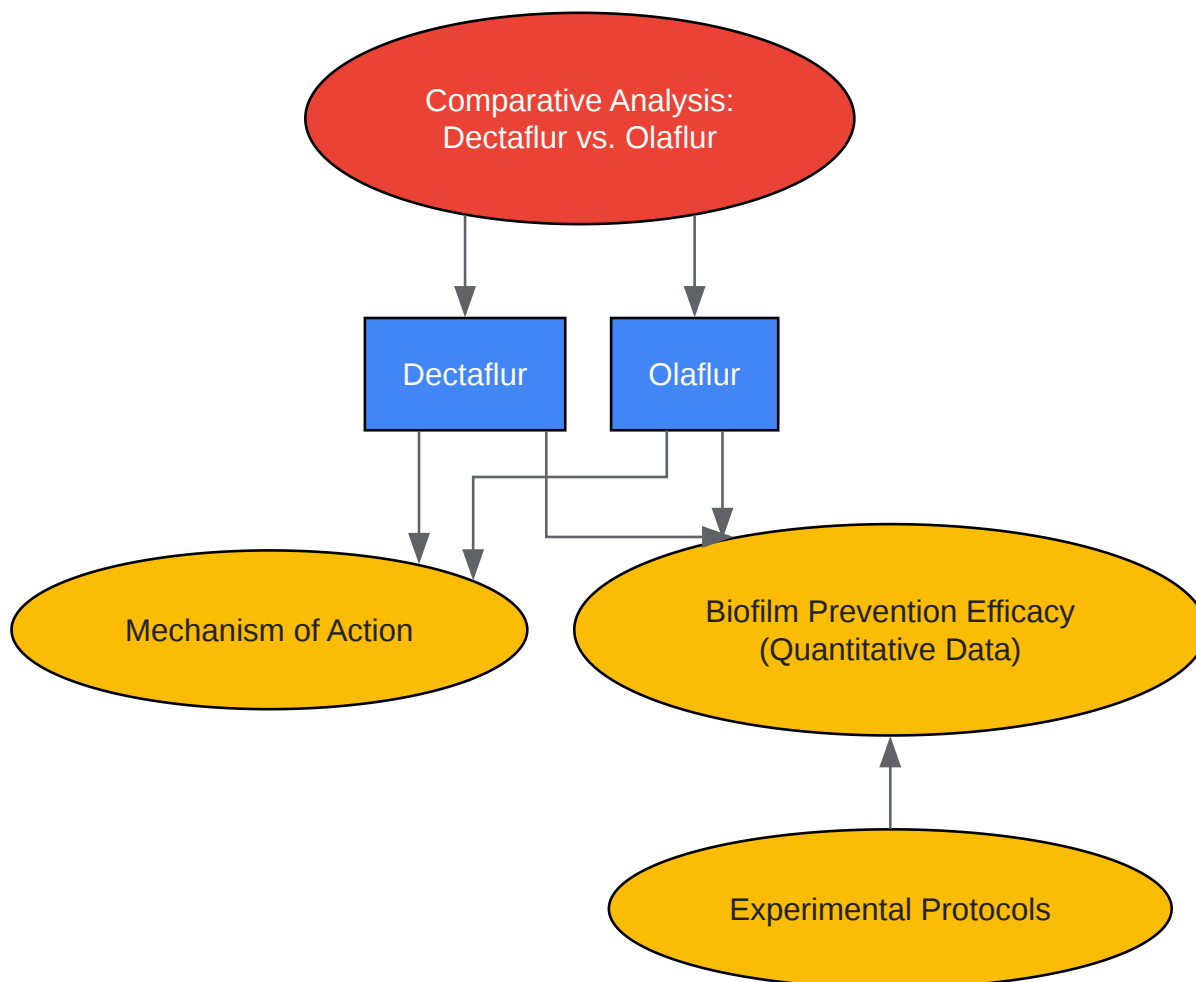 Comparative Analysis:
Dectaflur vs. Olaflur
Dectaflur
Olaflur
Mechanism of Action
Biofilm Prevention Efficacy
(Quantitative Data)
Experimental Protocols